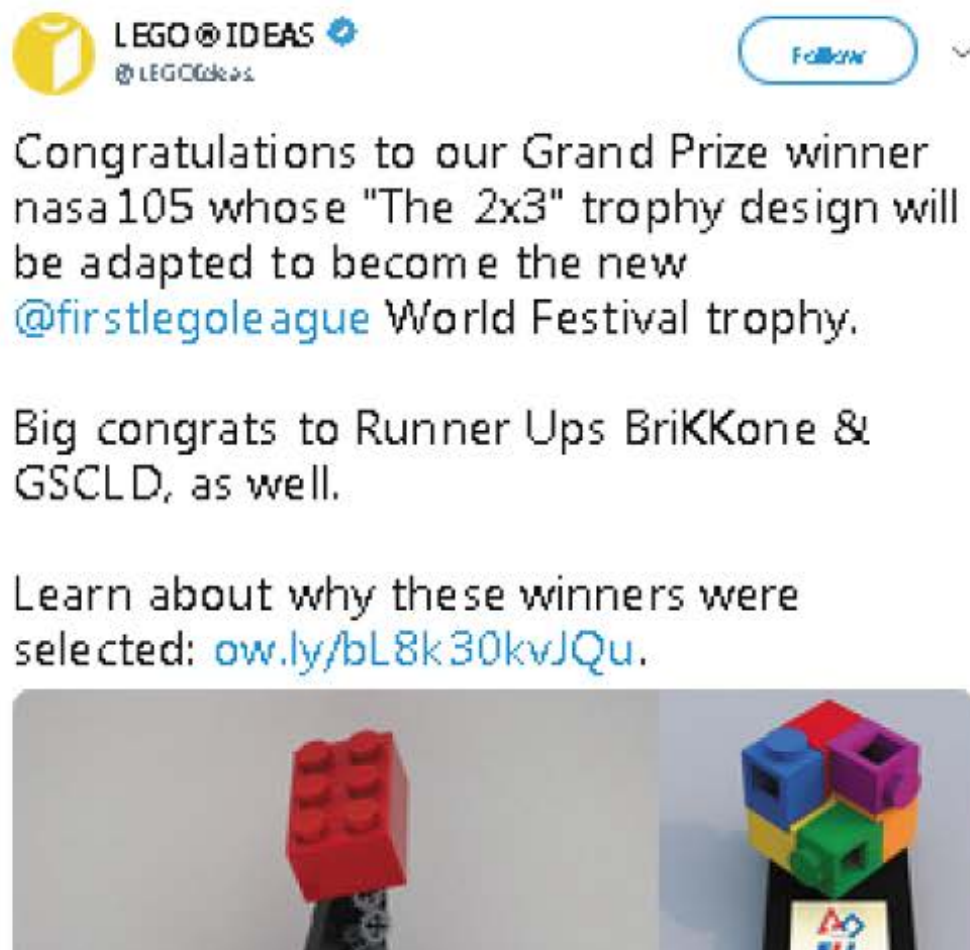 LEGO® IDEAS
@LEGOIdeas
Follow
Congratulations to our Grand Prize winner
nasa105 whose "The 2x3" trophy design will
be adapted to become the new
@firstlegoleague World Festival trophy.
Big congrats to Runner Ups BriKKone &
GSCLD, as well.
Learn about why these winners were
selected: ow.ly/bL8k30kvJQu.